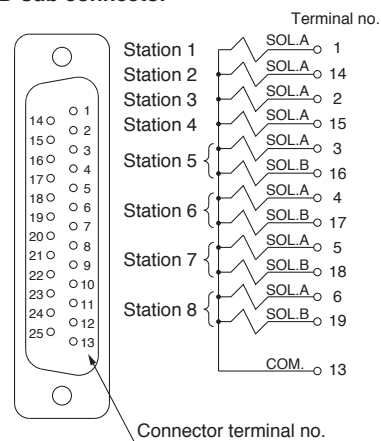 D-sub connector
Terminal no.
Station 1 SOL.A 1
Station 2 SOL.A 14
Station 3 SOL.A 2
Station 4 SOL.A 15
Station 5 SOL.A 3
SOL.B 16
Station 6 SOL.A 4
SOL.B 17
Station 7 SOL.A 5
SOL.B 18
Station 8 SOL.A 6
SOL.B 19
COM. 13
1
14
2
15
3
16
4
17
5
18
6
19
7
20
8
21
9
22
10
23
11
24
12
25
13
Connector terminal no.